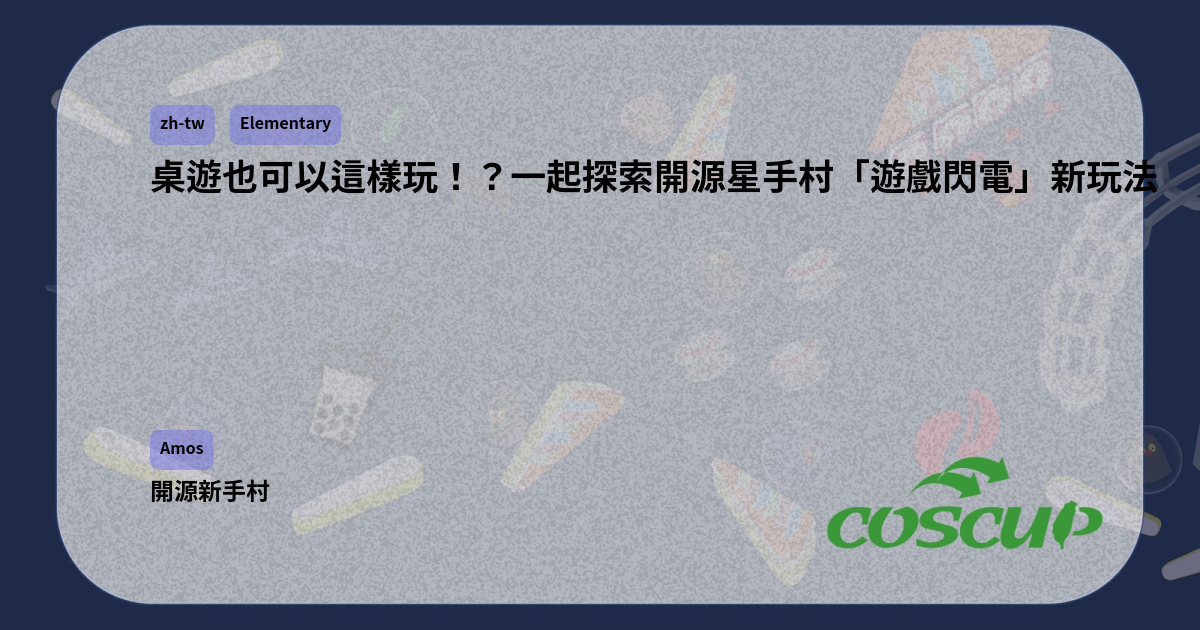 zh-tw Elementary
桌遊也可以這樣玩！？一起探索開源星手村「遊戲閃電」新玩法
Amos
開源新手村
COSCUP